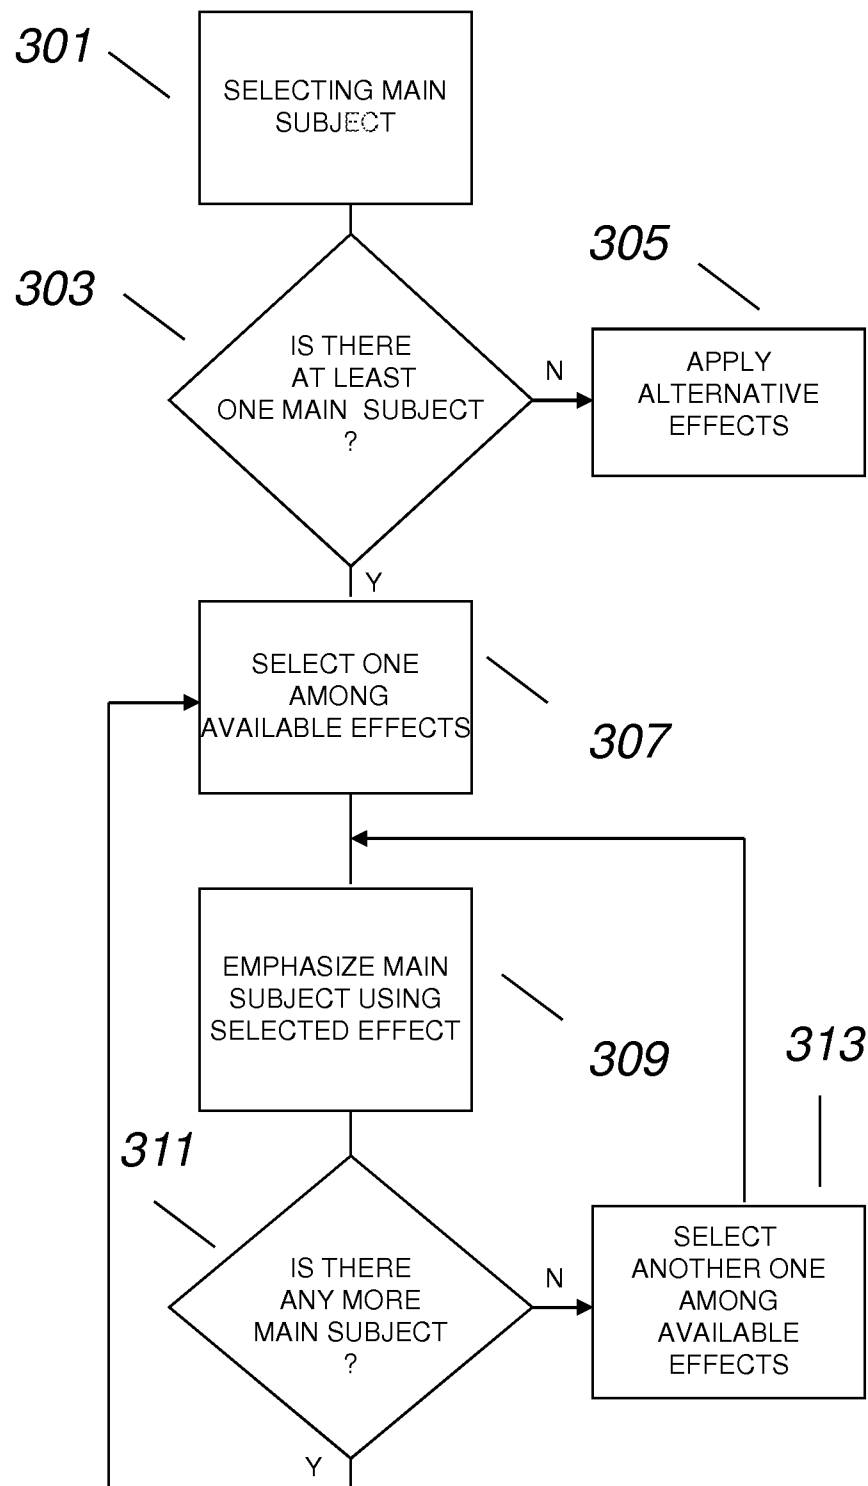 301
SELECTING MAIN
SUBJECT
303
IS THERE
AT LEAST
ONE MAIN SUBJECT
?
N
305
APPLY
ALTERNATIVE
EFFECTS
Y
SELECT ONE
AMONG
AVAILABLE EFFECTS
307
EMPHASIZE MAIN
SUBJECT USING
SELECTED EFFECT
309
311
IS THERE
ANY MORE
MAIN SUBJECT
?
N
313
SELECT
ANOTHER ONE
AMONG
AVAILABLE
EFFECTS
Y